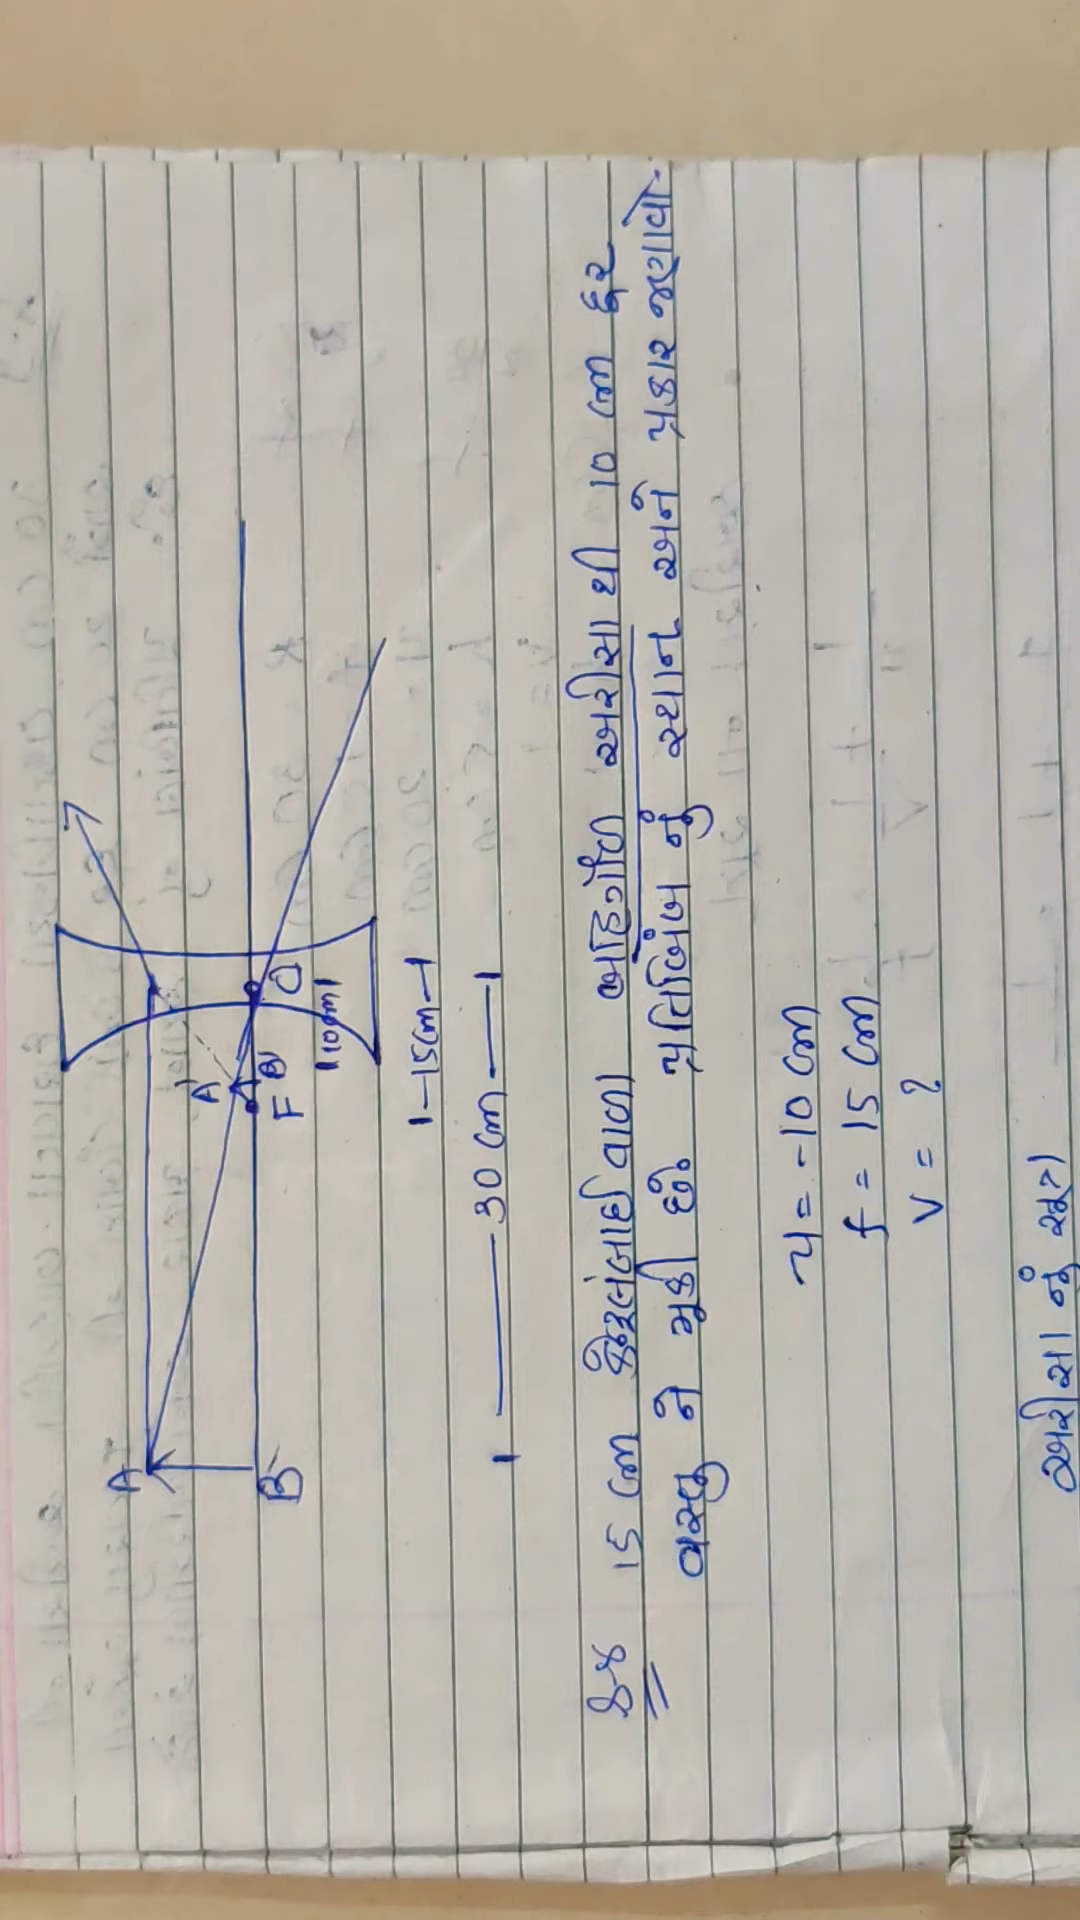 A
A'
B
F
B'
O
10cm
15cm
30 cm
15 cm કેન્દ્રલંબાઈ વાળા બહિર્ગોળ અરીસા થી 10 cm દૂર
વસ્તુ ને મૂકી છે. પ્રતિબિંબ નું સ્થાન અને પ્રકાર જણાવો.
u = -10 cm
f = 15 cm
v = ?
અરીસા નું સૂત્ર